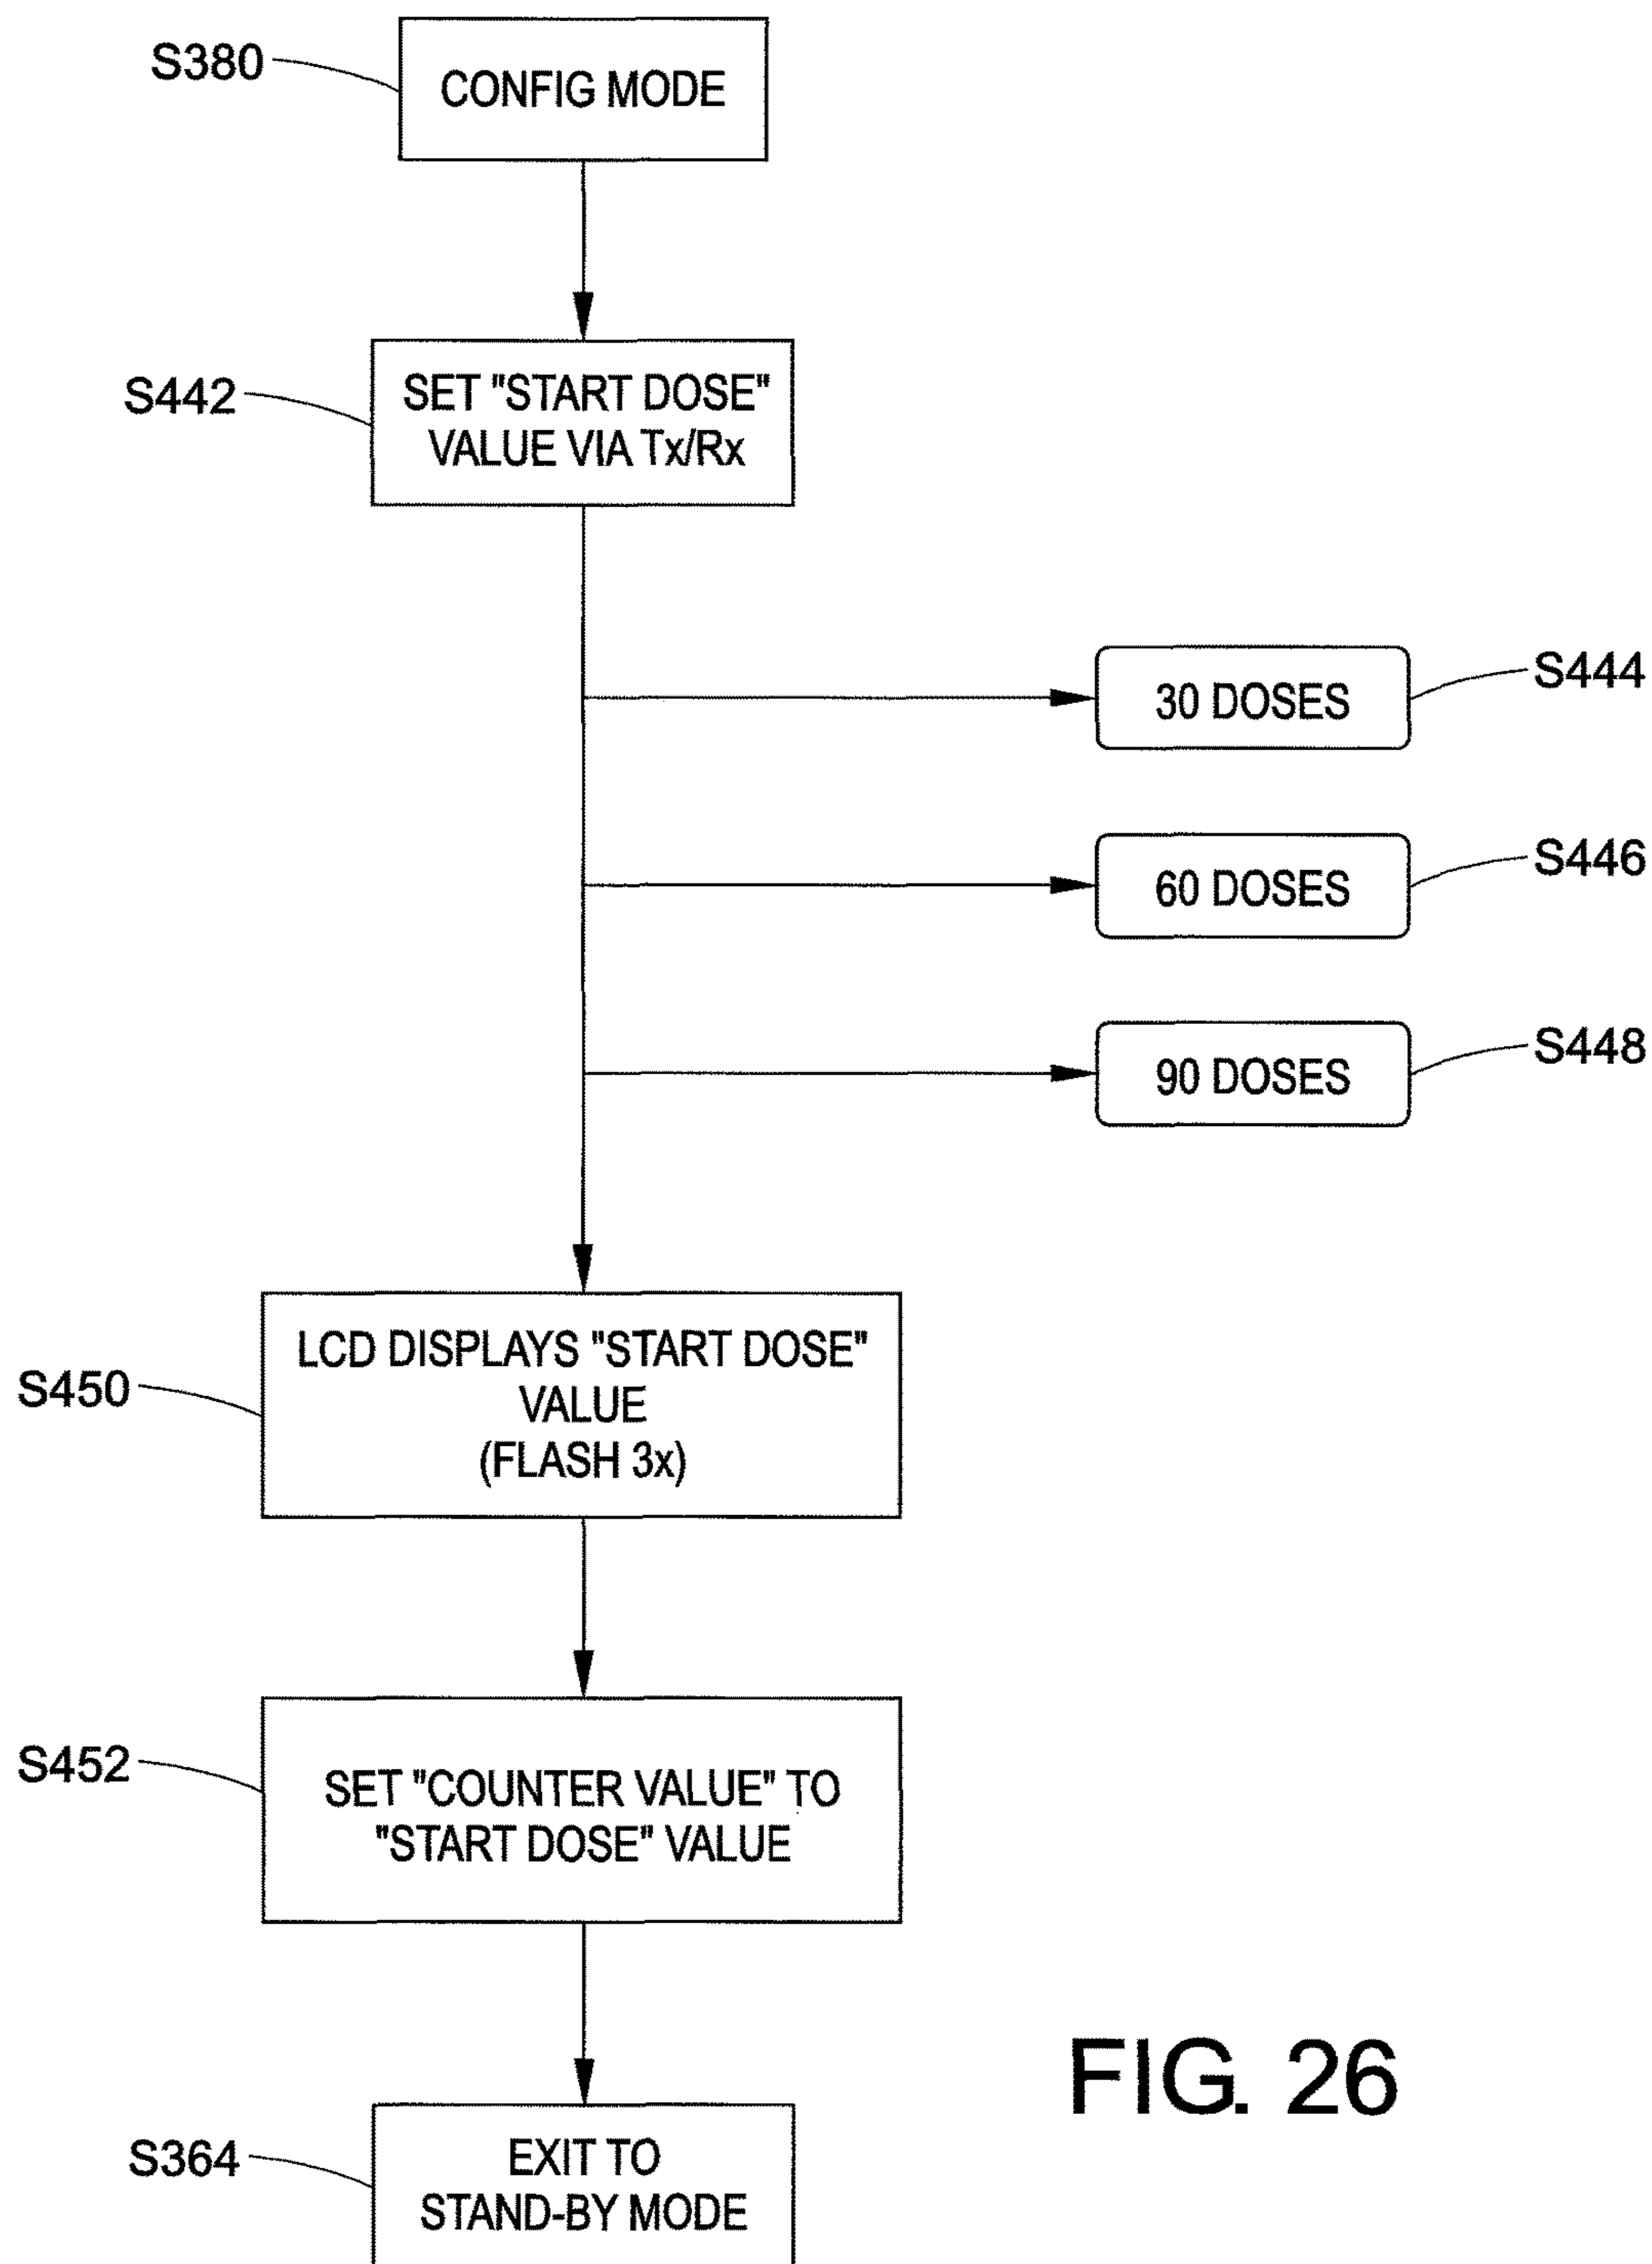 S380
CONFIG MODE
S442
SET "START DOSE"
VALUE VIA Tx/Rx
30 DOSES
S444
60 DOSES
S446
90 DOSES
S448
S450
LCD DISPLAYS "START DOSE"
VALUE
(FLASH 3x)
S452
SET "COUNTER VALUE" TO
"START DOSE" VALUE
S364
EXIT TO
STAND-BY MODE
FIG. 26